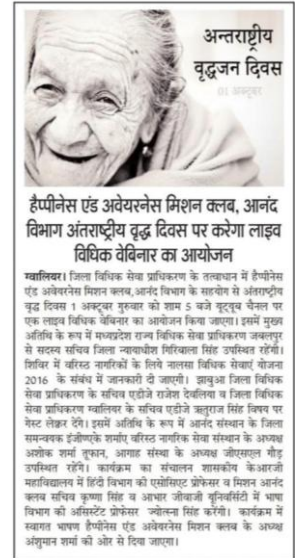 अन्तराष्ट्रीय
वृद्धजन दिवस
01 अक्टूबर
हैप्पीनेस एंड अवेयरनेस मिशन क्लब, आनंद
विभाग अंतराष्ट्रीय वृद्ध दिवस पर करेगा लाइव
विधिक वेबिनार का आयोजन
ग्वालियर। जिला विधिक सेवा प्राधिकरण के तत्वाधान में हैप्पीनेस
एंड अवेयरनेस मिशन क्लब,आनंद विभाग के सहयोग से अंतराष्ट्रीय
वृद्ध दिवस 1 अक्टूबर गुरुवार को शाम 5 बजे यूट्यूब चैनल पर
एक लाइव विधिक वेबिनार का आयोजन किया जाएगा। इसमें मुख्य
अतिथि के रूप में मध्यप्रदेश राज्य विधिक सेवा प्राधिकरण जबलपुर
से सदस्य सचिव जिला न्यायाधीश गिरिबाला सिंह उपस्थित रहेंगी।
शिविर में वरिस्ठ नागरिकों के लिये नालसा विधिक सेवाएं योजना
2016 के संबंध में जानकारी दी जाएगी। झाबुआ जिला विधिक
सेवा प्राधिकरण के सचिव एडीजे राजेश देवलिया व जिला विधिक
सेवा प्राधिकरण ग्वालियर के सचिव एडीजे ऋतुराज सिंह विषय पर
गेस्ट लेक्चर देंगे। इसमें अतिथि के रूप में आनंद संस्थान के जिला
समन्वयक इंजीएके शर्माए वरिस्ठ नागरिक सेवा संस्थान के अध्यक्ष
अशोक शर्मा तूफान, आगाह संस्था के अध्यक्ष जीएसएल गौड़
उपस्थित रहेंगे। कार्यक्रम का संचालन शासकीय केआरजी
महाविद्यालय में हिंदी विभाग की एसोसिएट प्रोफेसर व मिशन आनन्द
क्लब सचिव कृष्णा सिंह व आभार जीवाजी यूनिवर्सिटी में भाषा
विभाग की असिस्टेंट प्रोफेसर ज्योत्सना सिंह करेंगी। कार्यक्रम में
स्वागत भाषण हैप्पीनेस एंड अवेयरनेस मिशन क्लब के अध्यक्ष
अंशुमान शर्मा की ओर से दिया जाएगा।